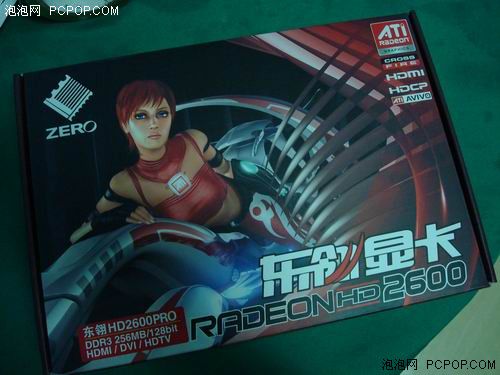 泡泡网 PCPOP.COM
ZERO
ATI
RADEON
GRAPHICS
CROSS
FIRE
HDMI
HDCP
ATI AVIVO
东翎显卡
RADEON HD 2600
东翎HD2600PRO
DDR3 256MB/128bit
HDMI / DVI / HDTV
泡泡网 PCPOP.COM